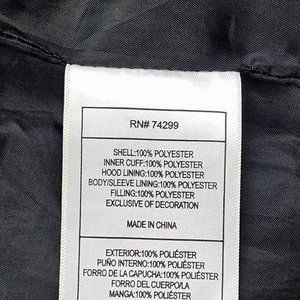 RN# 74299
SHELL:100% POLYESTER
INNER CUFF:100% POLYESTER
HOOD LINING:100% POLYESTER
BODY/SLEEVE LINING:100% POLYESTER
FILLING:100% POLYESTER
EXCLUSIVE OF DECORATION
MADE IN CHINA
EXTERIOR:100% POLIÉSTER
PUÑO INTERNO:100% POLIÉSTER
FORRO DE LA CAPUCHA:100% POLIÉSTER
FORRO DEL CUERPO/LA
MANGA:100% POLIÉSTER